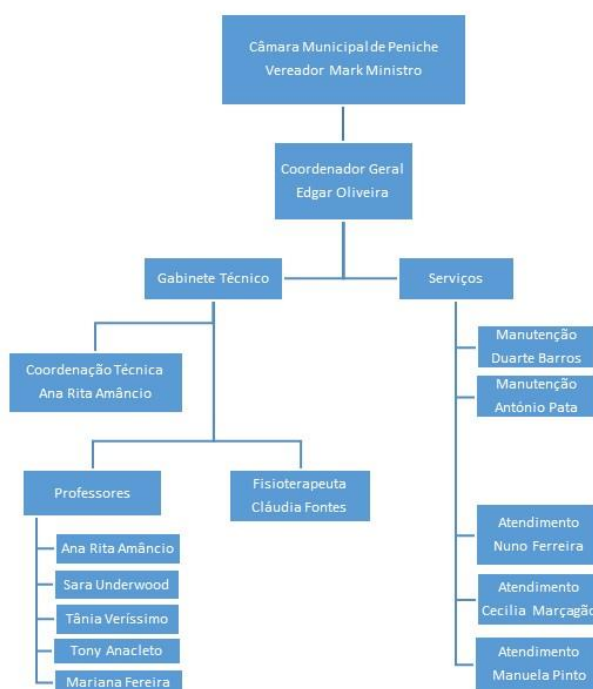 Câmara Municipal de Peniche
Vereador Mark Ministro
Coordenador Geral
Edgar Oliveira
Gabinete Técnico
Serviços
Coordenação Técnica
Ana Rita Amâncio
Manutenção
Duarte Barros
Manutenção
António Pata
Professores
Fisioterapeuta
Cláudia Fontes
Ana Rita Amâncio
Sara Underwood
Tânia Veríssimo
Tony Anacleto
Mariana Fereira
Atendimento
Nuno Ferreira
Atendimento
Cecilia Marçagão
Atendimento
Manuela Pinto